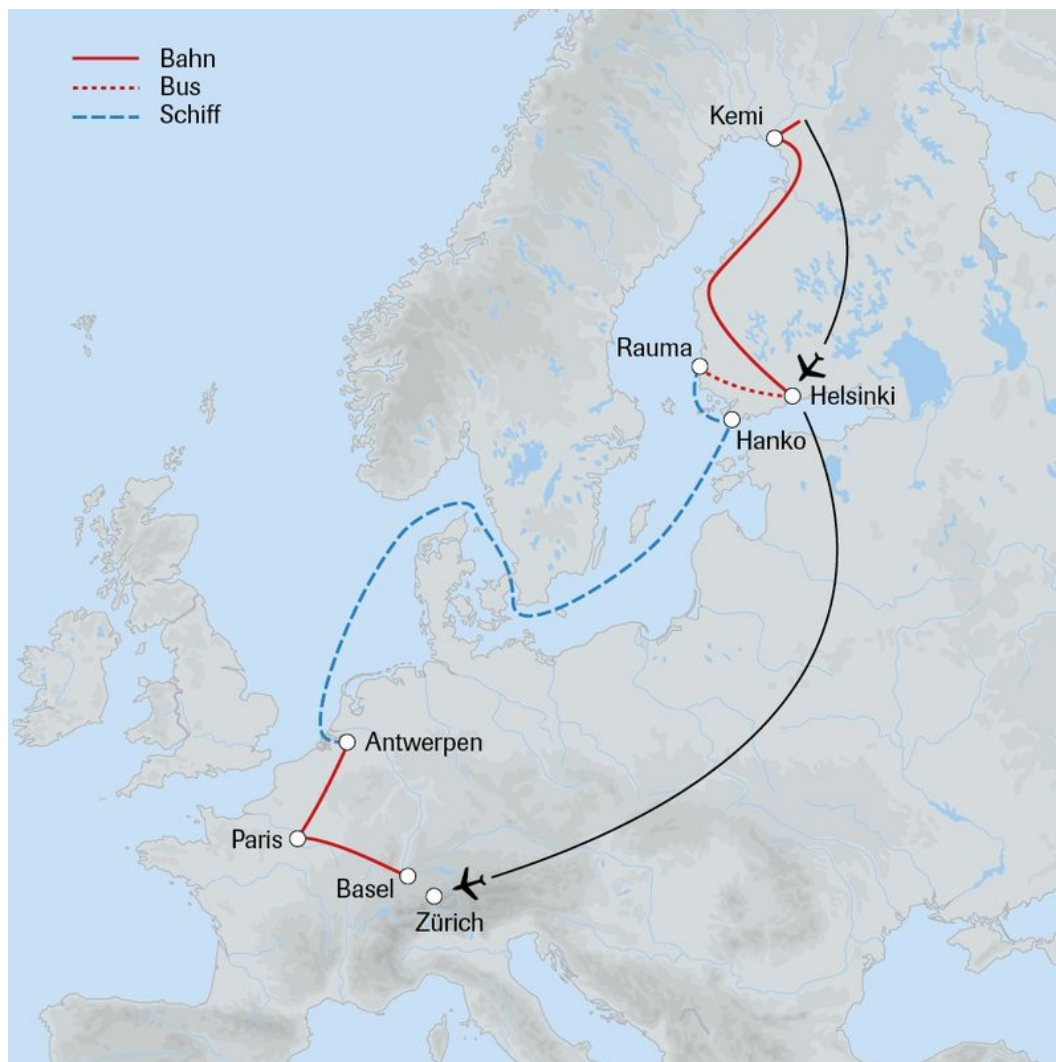 Bahn
Bus
Schiff
Kemi
Rauma
Helsinki
Hanko
Antwerpen
Paris
Basel
Zürich